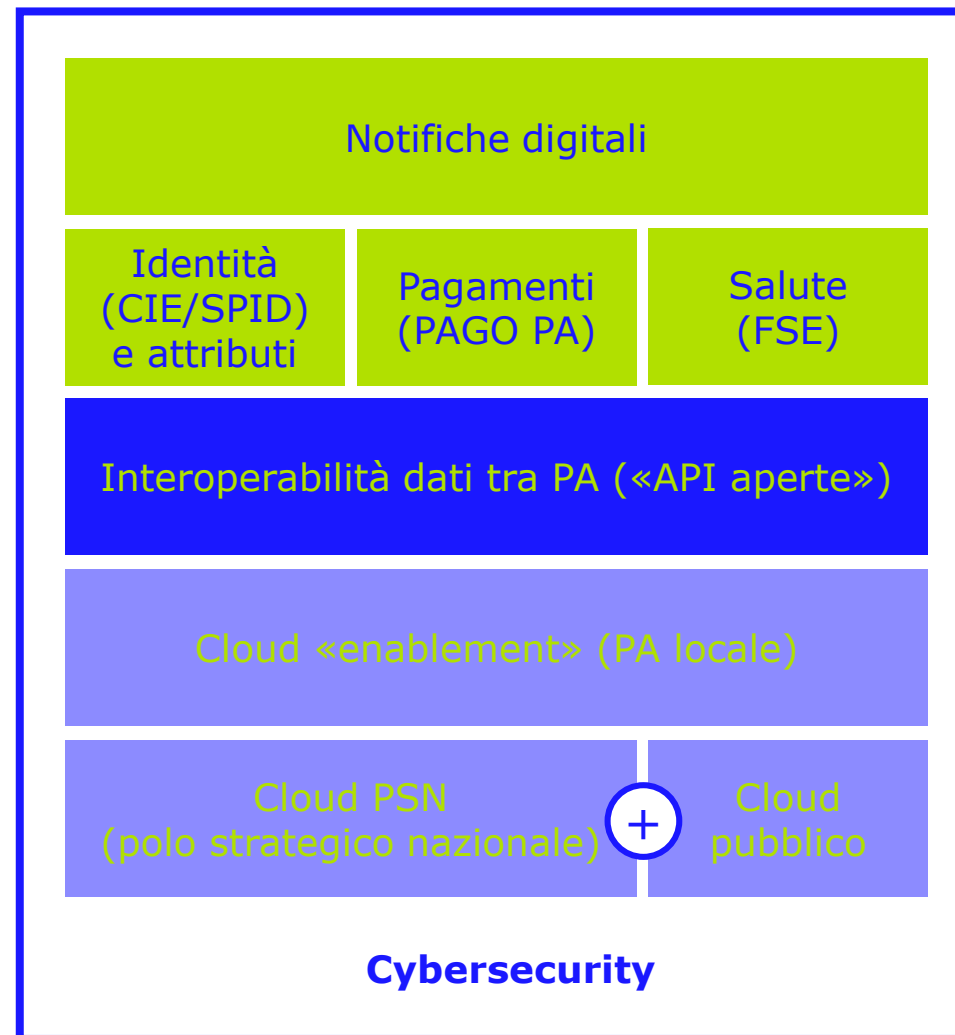 Notifiche digitali
Identità
(CIE/SPID)
e attributi
Pagamenti
(PAGO PA)
Salute
(FSE)
Interoperabilità dati tra PA («API aperte»)
Cloud «enablement» (PA locale)
Cloud PSN
(polo strategico nazionale)
+
Cloud
pubblico
Cybersecurity